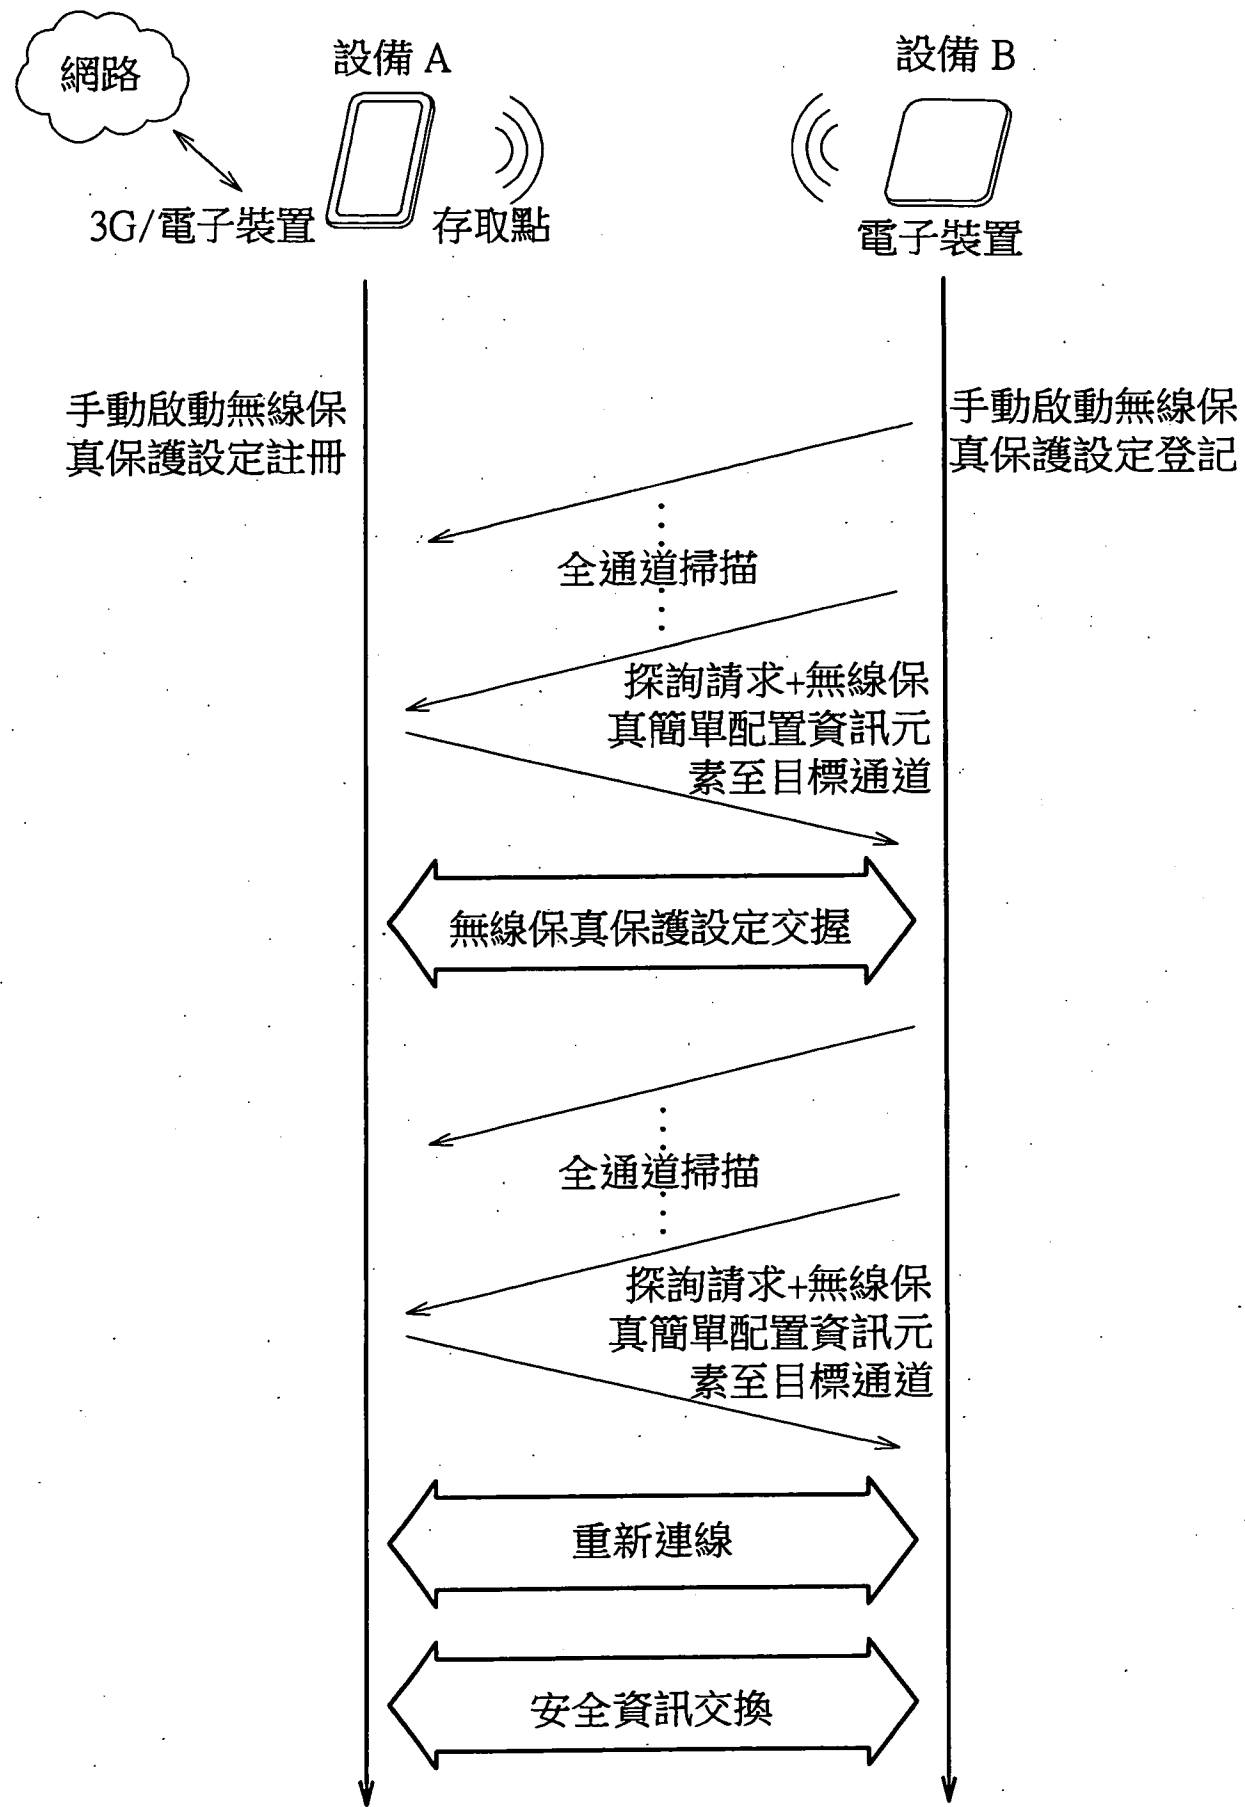 網路
設備 A
設備 B
3G/電子裝置
存取點
電子裝置
手動啟動無線保
真保護設定註冊
手動啟動無線保
真保護設定登記
全通道掃描
探詢請求+無線保
真簡單配置資訊元
素至目標通道
無線保真保護設定交握
全通道掃描
探詢請求+無線保
真簡單配置資訊元
素至目標通道
重新連線
安全資訊交換